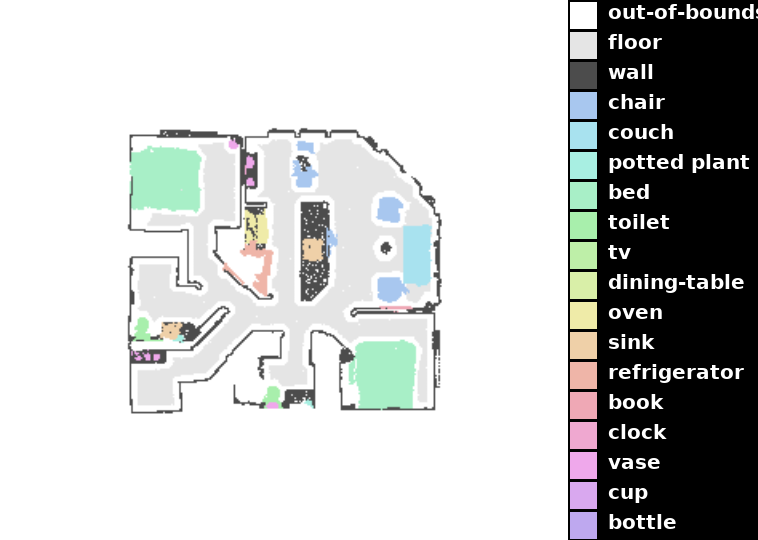 out-of-bounds
floor
wall
chair
couch
potted plant
bed
toilet
tv
dining-table
oven
sink
refrigerator
book
clock
vase
cup
bottle